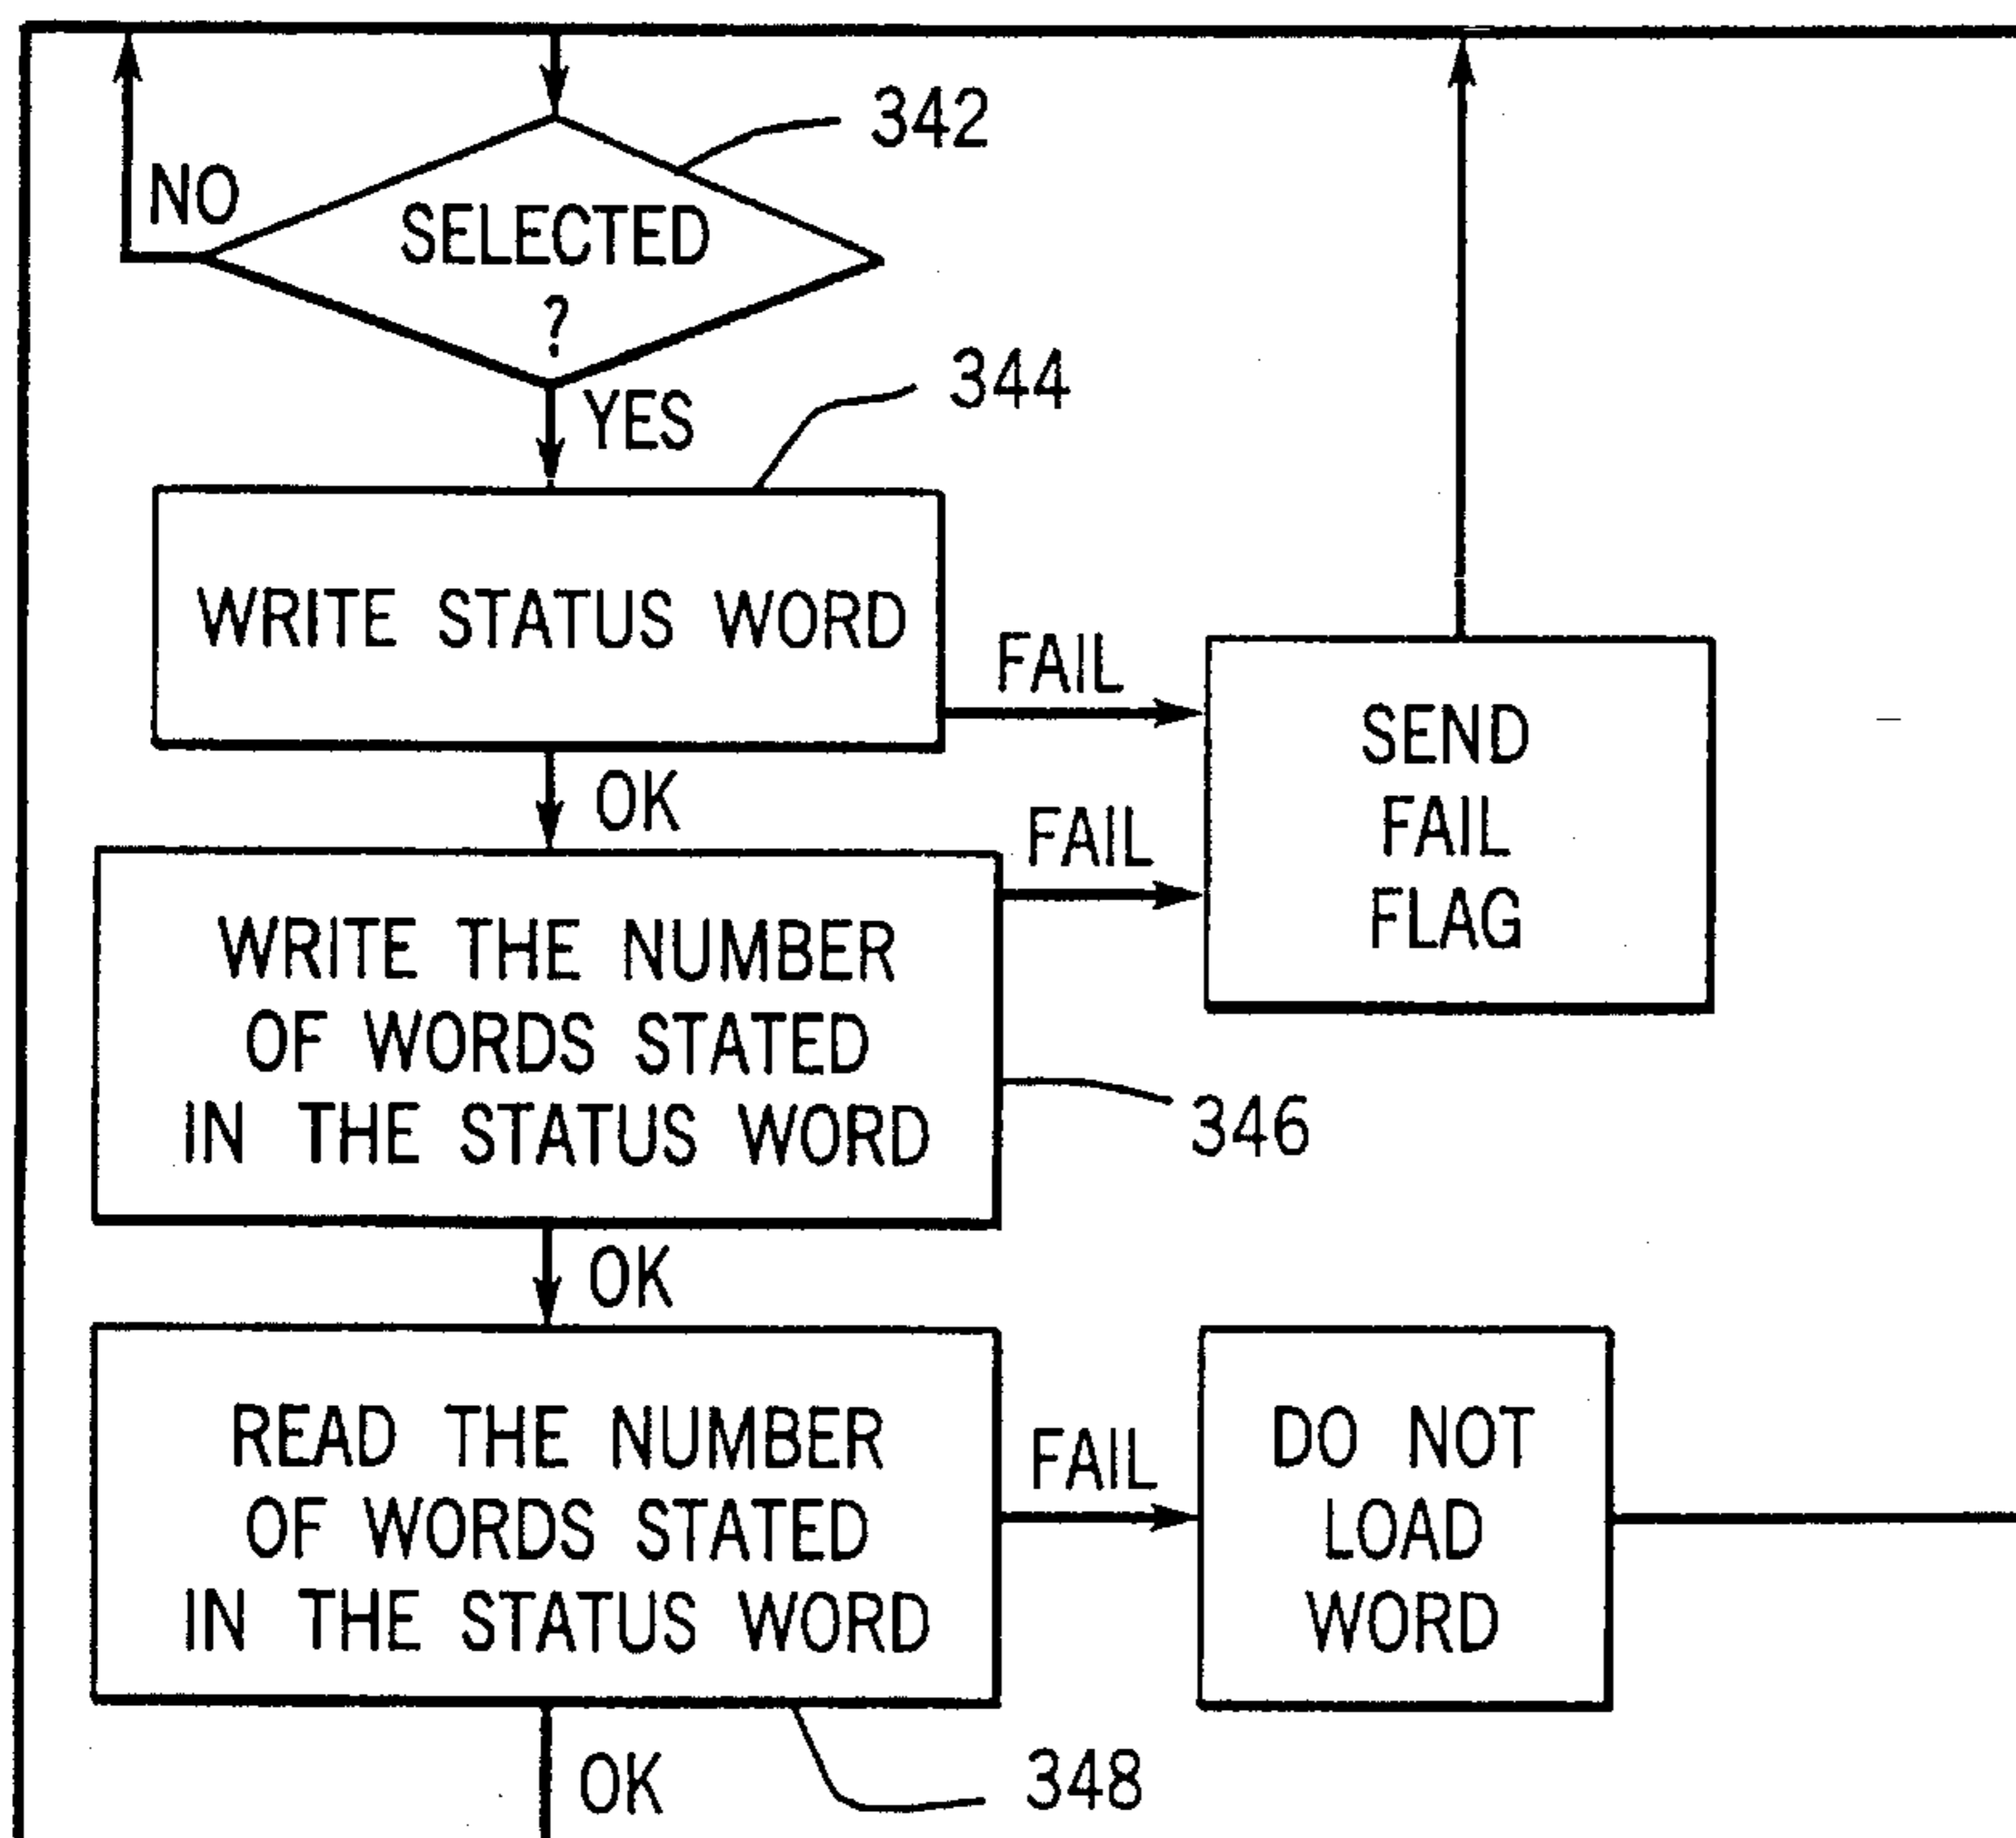 342
NO
SELECTED
?
344
YES
WRITE STATUS WORD
FAIL
SEND
FAIL
FLAG
OK
FAIL
WRITE THE NUMBER
OF WORDS STATED
IN THE STATUS WORD
346
OK
READ THE NUMBER
OF WORDS STATED
IN THE STATUS WORD
FAIL
DO NOT
LOAD
WORD
OK
348